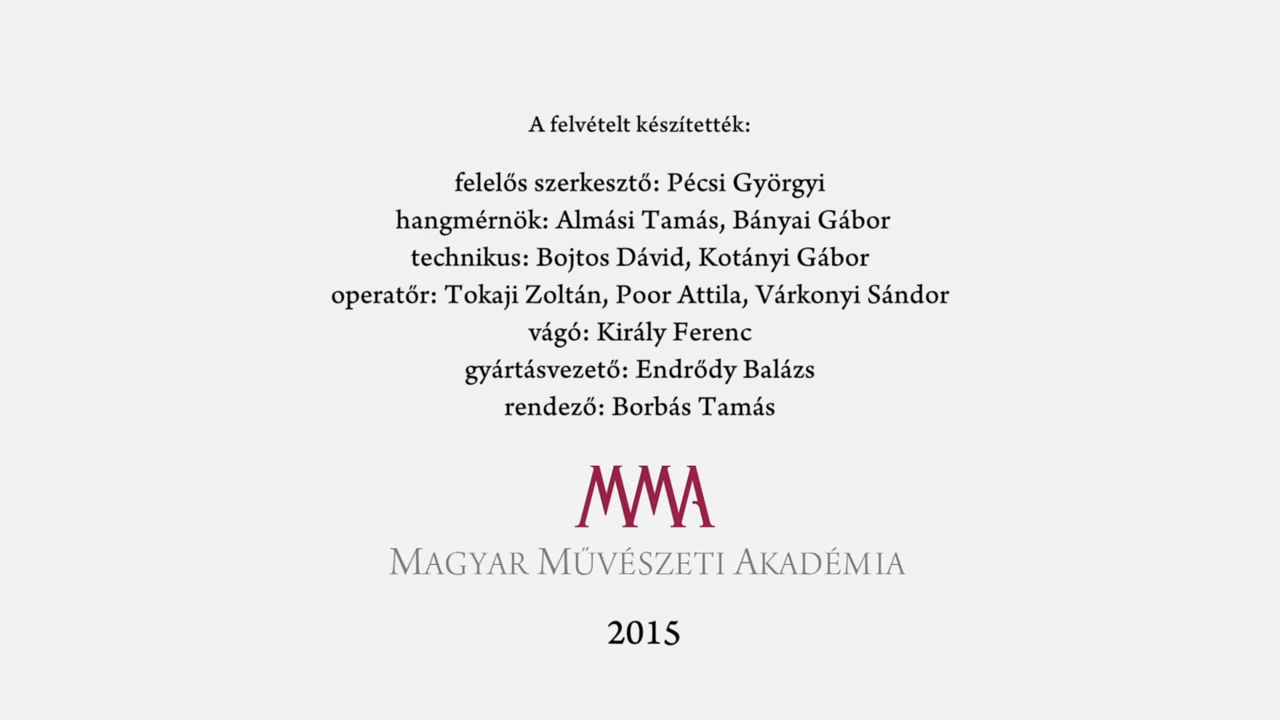 A felvételt készítették:
felelős szerkesztő: Pécsi Györgyi
hangmérnök: Almási Tamás, Bányai Gábor
technikus: Bojtos Dávid, Kotányi Gábor
operatőr: Tokaji Zoltán, Poor Attila, Várkonyi Sándor
vágó: Király Ferenc
gyártásvezető: Endrődy Balázs
rendező: Borbás Tamás
MMA
MAGYAR MŰVÉSZETI AKADÉMIA
2015